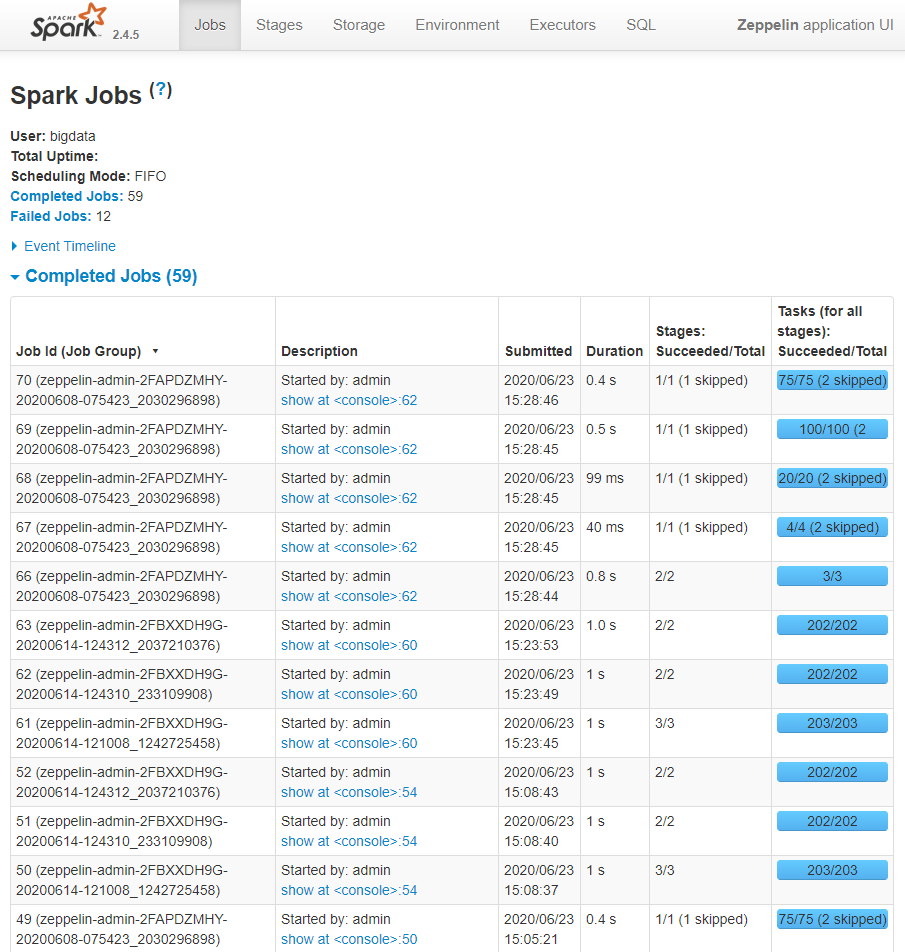 APACHE
Spark 2.4.5 Jobs Stages Storage Environment Executors SQL Zeppelin application UI
Spark Jobs (?)
User: bigdata
Total Uptime:
Scheduling Mode: FIFO
Completed Jobs: 59
Failed Jobs: 12
Event Timeline
Completed Jobs (59)
Job Id (Job Group) ▾ Description Submitted Duration Stages: Succeeded/Total Tasks (for all stages): Succeeded/Total
70 (zeppelin-admin-2FAPDZMHY- Started by: admin 2020/06/23 0.4 s 1/1 (1 skipped) 75/75 (2 skipped)
20200608-075423_2030296898) show at <console>:62 15:28:46
69 (zeppelin-admin-2FAPDZMHY- Started by: admin 2020/06/23 0.5 s 1/1 (1 skipped) 100/100 (2
20200608-075423_2030296898) show at <console>:62 15:28:45
68 (zeppelin-admin-2FAPDZMHY- Started by: admin 2020/06/23 99 ms 1/1 (1 skipped) 20/20 (2 skipped)
20200608-075423_2030296898) show at <console>:62 15:28:45
67 (zeppelin-admin-2FAPDZMHY- Started by: admin 2020/06/23 40 ms 1/1 (1 skipped) 4/4 (2 skipped)
20200608-075423_2030296898) show at <console>:62 15:28:45
66 (zeppelin-admin-2FAPDZMHY- Started by: admin 2020/06/23 0.8 s 2/2 3/3
20200608-075423_2030296898) show at <console>:62 15:28:44
63 (zeppelin-admin-2FBXXDH9G- Started by: admin 2020/06/23 1.0 s 2/2 202/202
20200614-124312_2037210376) show at <console>:60 15:23:53
62 (zeppelin-admin-2FBXXDH9G- Started by: admin 2020/06/23 1 s 2/2 202/202
20200614-124310_233109908) show at <console>:60 15:23:49
61 (zeppelin-admin-2FBXXDH9G- Started by: admin 2020/06/23 1 s 3/3 203/203
20200614-121008_1242725458) show at <console>:60 15:23:45
52 (zeppelin-admin-2FBXXDH9G- Started by: admin 2020/06/23 1 s 2/2 202/202
20200614-124312_2037210376) show at <console>:54 15:08:43
51 (zeppelin-admin-2FBXXDH9G- Started by: admin 2020/06/23 1 s 2/2 202/202
20200614-124310_233109908) show at <console>:54 15:08:40
50 (zeppelin-admin-2FBXXDH9G- Started by: admin 2020/06/23 1 s 3/3 203/203
20200614-121008_1242725458) show at <console>:54 15:08:37
49 (zeppelin-admin-2FAPDZMHY- Started by: admin 2020/06/23 0.4 s 1/1 (1 skipped) 75/75 (2 skipped)
20200608-075423_2030296898) show at <console>:50 15:05:21